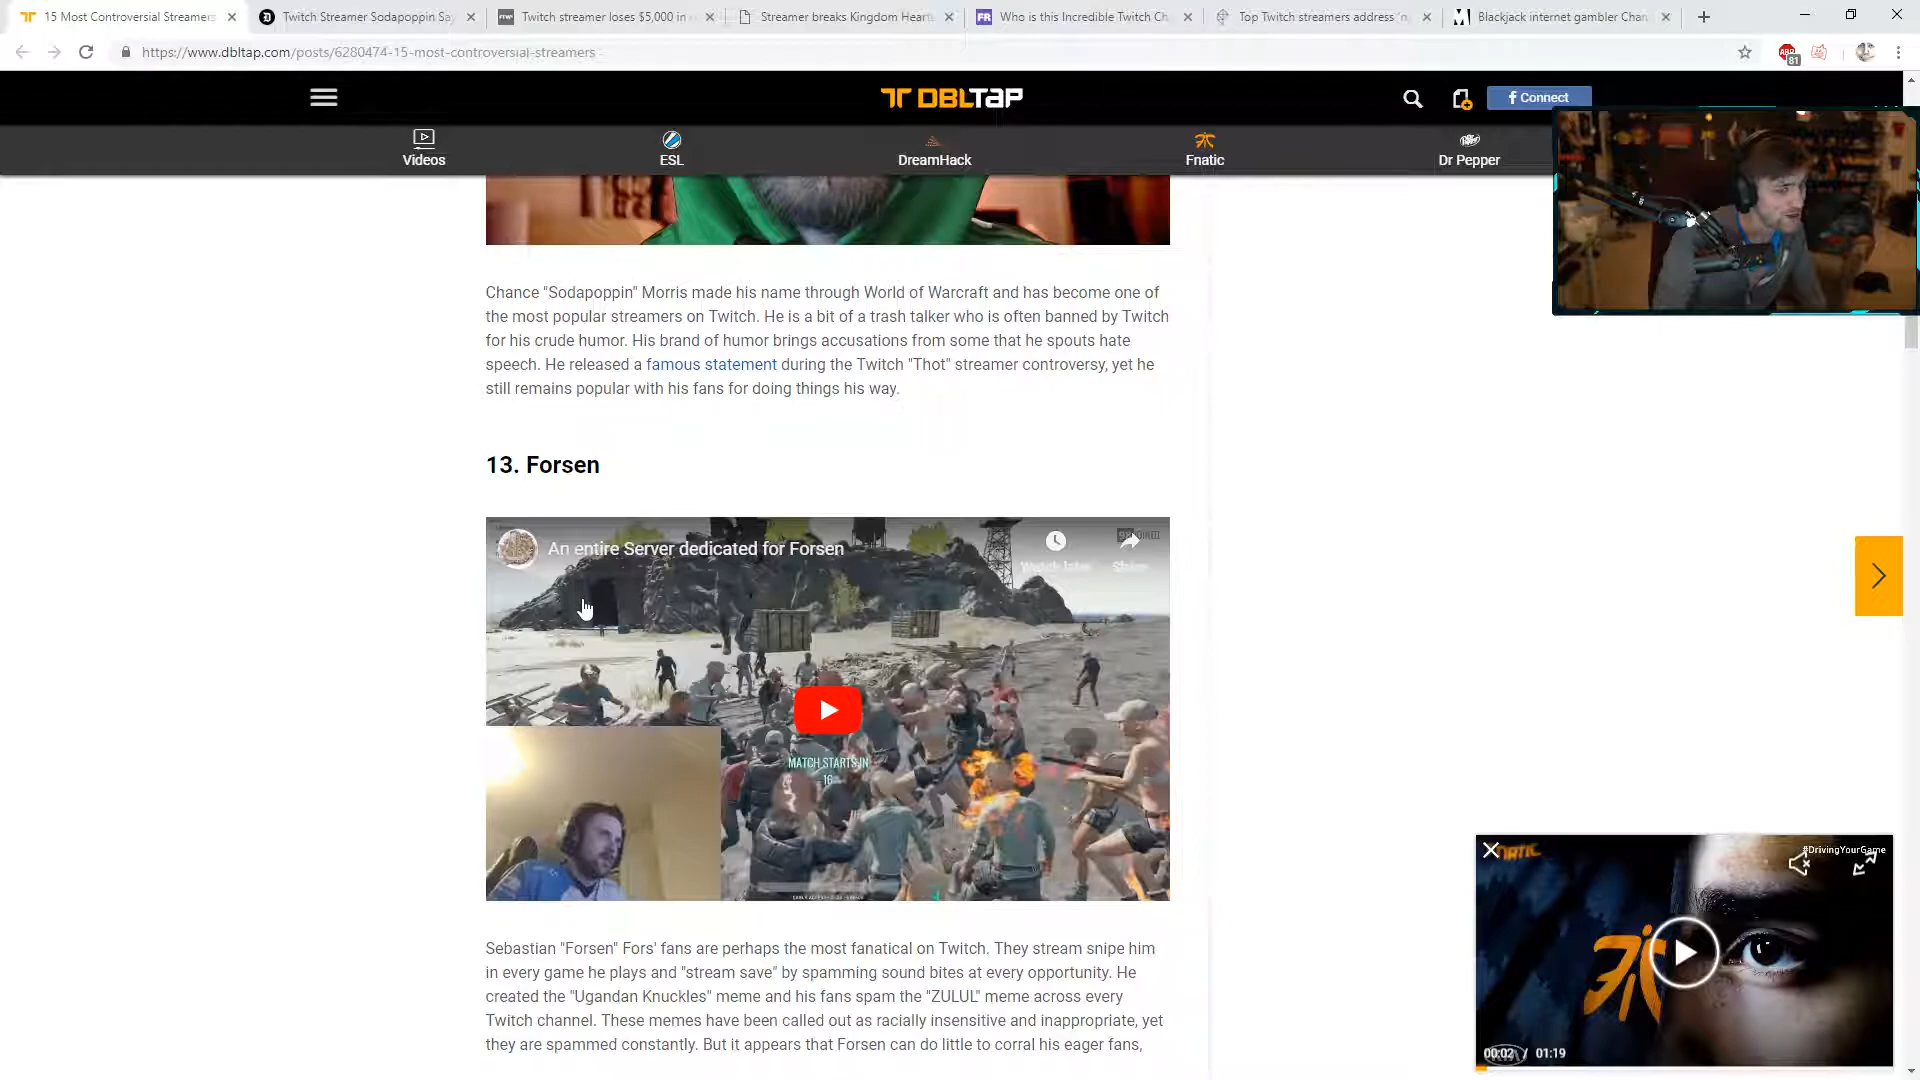 15 Most Controversial Streamers
Twitch Streamer Sodapoppin Sa
Twitch streamer loses $5,000 in
Streamer breaks Kingdom Heart
FR Who is this Incredible Twitch Ch
Top Twitch streamers address 'n
Blackjack internet gambler Chan
https://www.dbltap.com/posts/6280474-15-most-controversial-streamers
ABP
81
DBLTAP
f Connect
Videos
ESL
DreamHack
Fnatic
Dr Pepper
Chance "Sodapoppin" Morris made his name through World of Warcraft and has become one of
the most popular streamers on Twitch. He is a bit of a trash talker who is often banned by Twitch
for his crude humor. His brand of humor brings accusations from some that he spouts hate
speech. He released a famous statement during the Twitch "Thot" streamer controversy, yet he
still remains popular with his fans for doing things his way.
13. Forsen
An entire Server dedicated for Forsen
Watch later
Share
MATCH STARTS IN
16
Sebastian "Forsen" Fors' fans are perhaps the most fanatical on Twitch. They stream snipe him
in every game he plays and "stream save" by spamming sound bites at every opportunity. He
created the "Ugandan Knuckles" meme and his fans spam the "ZULUL" meme across every
Twitch channel. These memes have been called out as racially insensitive and inappropriate, yet
they are spammed constantly. But it appears that Forsen can do little to corral his eager fans,
#DrivingYourGame
00:02 / 01:19